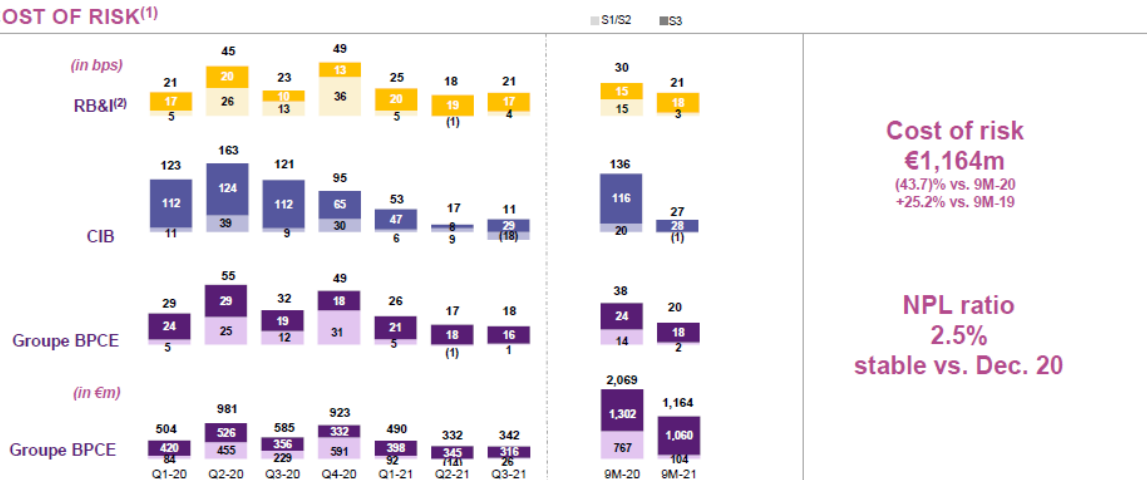 OST OF RISK(1)
S1/S2 S3
(in bps)
RB&I(2)
21 45 23 49 25 18 21 30 21
17 20 10 13 20 19 17 15 18
5 26 13 36 5 (1) 4 15 3
CIB
123 163 121 95 53 17 11 136 27
112 124 112 65 47 8 29 116 28
11 39 9 30 6 9 (18) 20 (1)
Groupe BPCE
29 55 32 49 26 17 18 38 20
24 29 19 18 21 18 16 24 18
5 25 12 31 5 (1) 1 14 2
(in €m)
Groupe BPCE
504 981 585 923 490 332 342 2,069 1,164
420 526 356 332 398 345 316 1,302 1,060
84 455 229 591 92 (14) 26 767 104
Q1-20 Q2-20 Q3-20 Q4-20 Q1-21 Q2-21 Q3-21 9M-20 9M-21
Cost of risk
€1,164m
(43.7)% vs. 9M-20
+25.2% vs. 9M-19
NPL ratio
2.5%
stable vs. Dec. 20